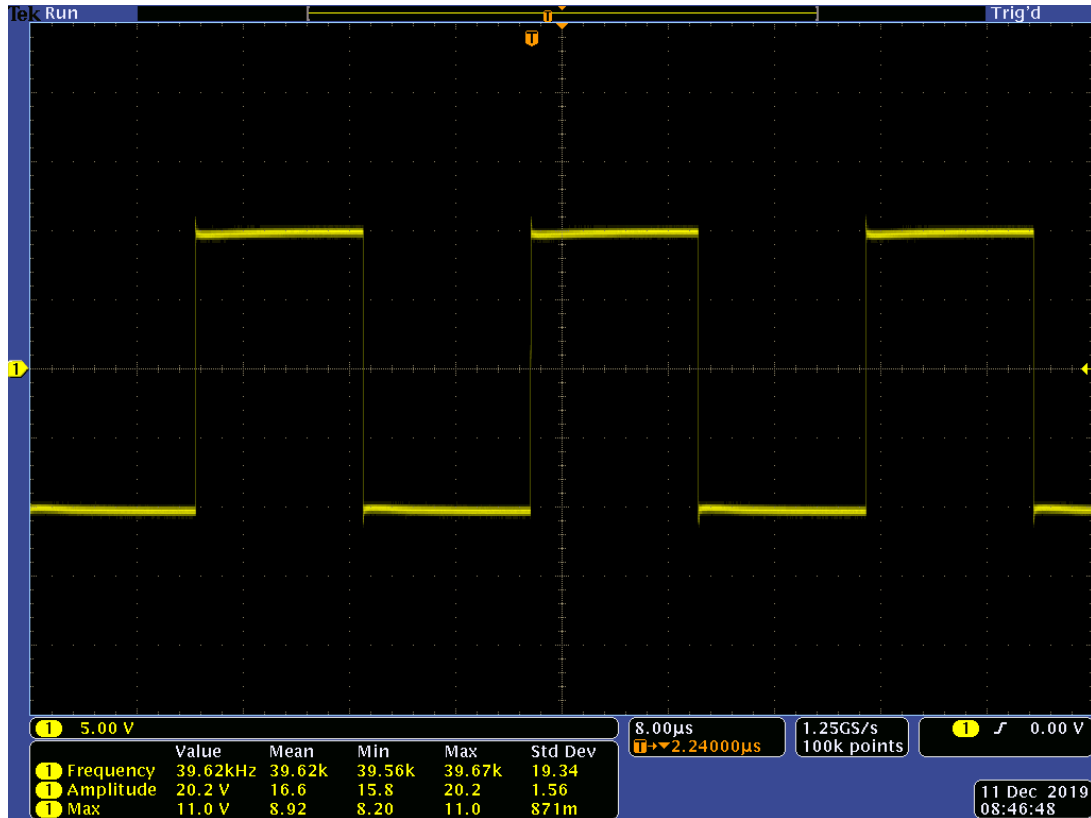 Tek Run Trig'd
T
T
1
1 5.00 V
8.00µs
T→▼2.24000µs
1.25GS/s
100k points
1 0.00 V
Value Mean Min Max Std Dev
1 Frequency 39.62kHz 39.62k 39.56k 39.67k 19.34
1 Amplitude 20.2 V 16.6 15.8 20.2 1.56
1 Max 11.0 V 8.92 8.20 11.0 871m
11 Dec 2019
08:46:48